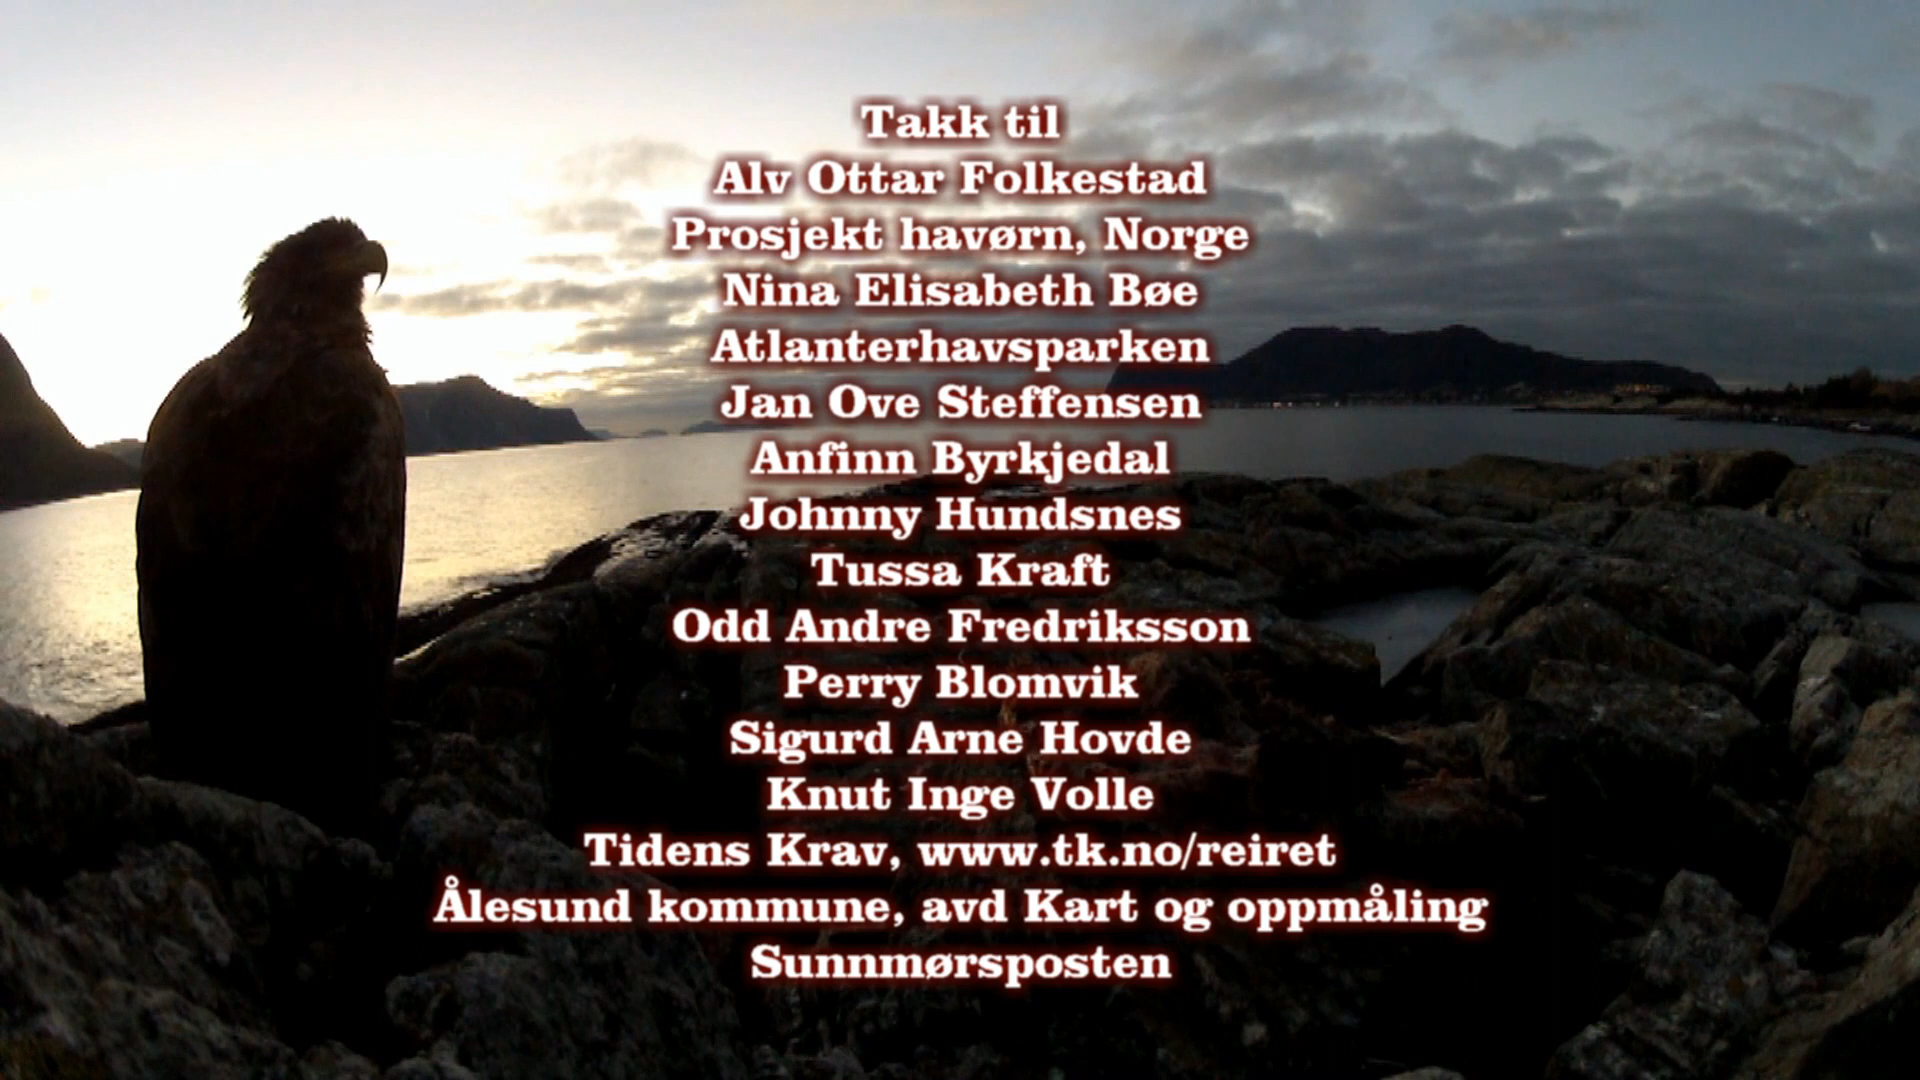 Takk til
Alv Ottar Folkestad
Prosjekt havørn, Norge
Nina Elisabeth Bøe
Atlanterhavsparken
Jan Ove Steffensen
Anfinn Byrkjedal
Johnny Hundsnes
Tussa Kraft
Odd Andre Fredriksson
Perry Blomvik
Sigurd Arne Hovde
Knut Inge Volle
Tidens Krav, www.tk.no/reiret
Ålesund kommune, avd Kart og oppmåling
Sunnmørsposten